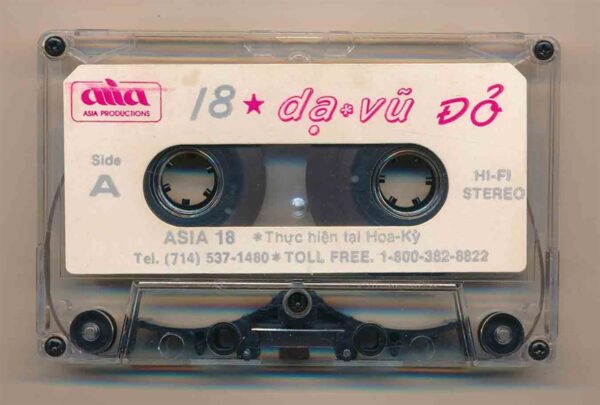 asia
ASIA PRODUCTIONS
18 ★ dạ*vũ ĐỎ
Side
A
HI-FI
STEREO
ASIA 18 *Thực hiện tại Hoa-Kỳ
Tel. (714) 537-1480 * TOLL FREE. 1-800-382-8822